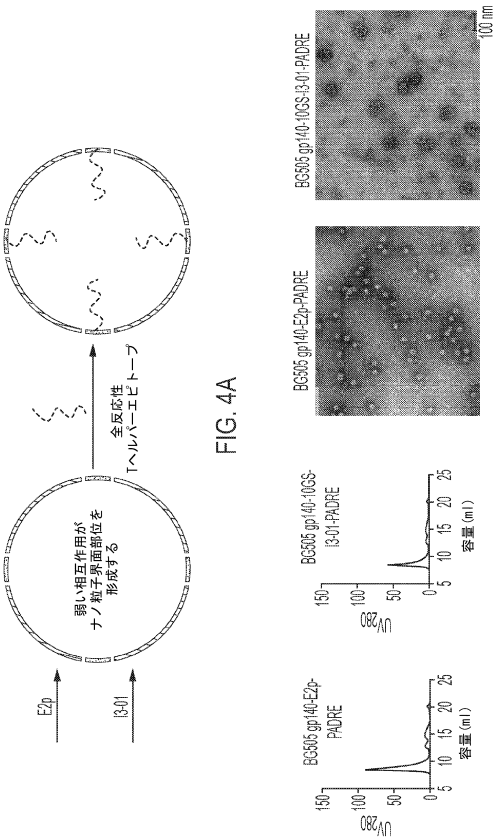 E2p
I3-01
弱い相互作用が
ナノ粒子界面部位を
形成する
全反応性
Tヘルパーエピトープ
FIG. 4A
BG505 gp140-E2p-
PADRE
UV280
150
100
50
0
5
10
15
20
25
容量(ml)
BG505 gp140-10GS-
I3-01-PADRE
UV280
150
100
50
0
5
10
15
20
25
容量(ml)
BG505 gp140-E2p-PADRE
BG505 gp140-10GS-I3-01-PADRE
100 nm